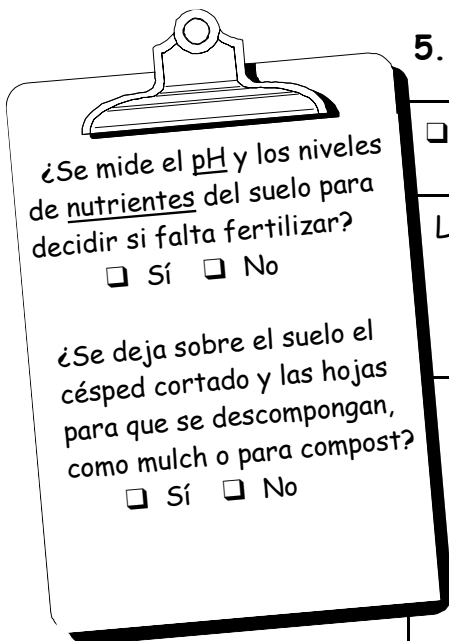 5.
¿Se mide el pH y los niveles
de nutrientes del suelo para
decidir si falta fertilizar?
❑ Sí ❑ No
¿Se deja sobre el suelo el
césped cortado y las hojas
para que se descompongan,
como mulch o para compost?
❑ Sí ❑ No
❑